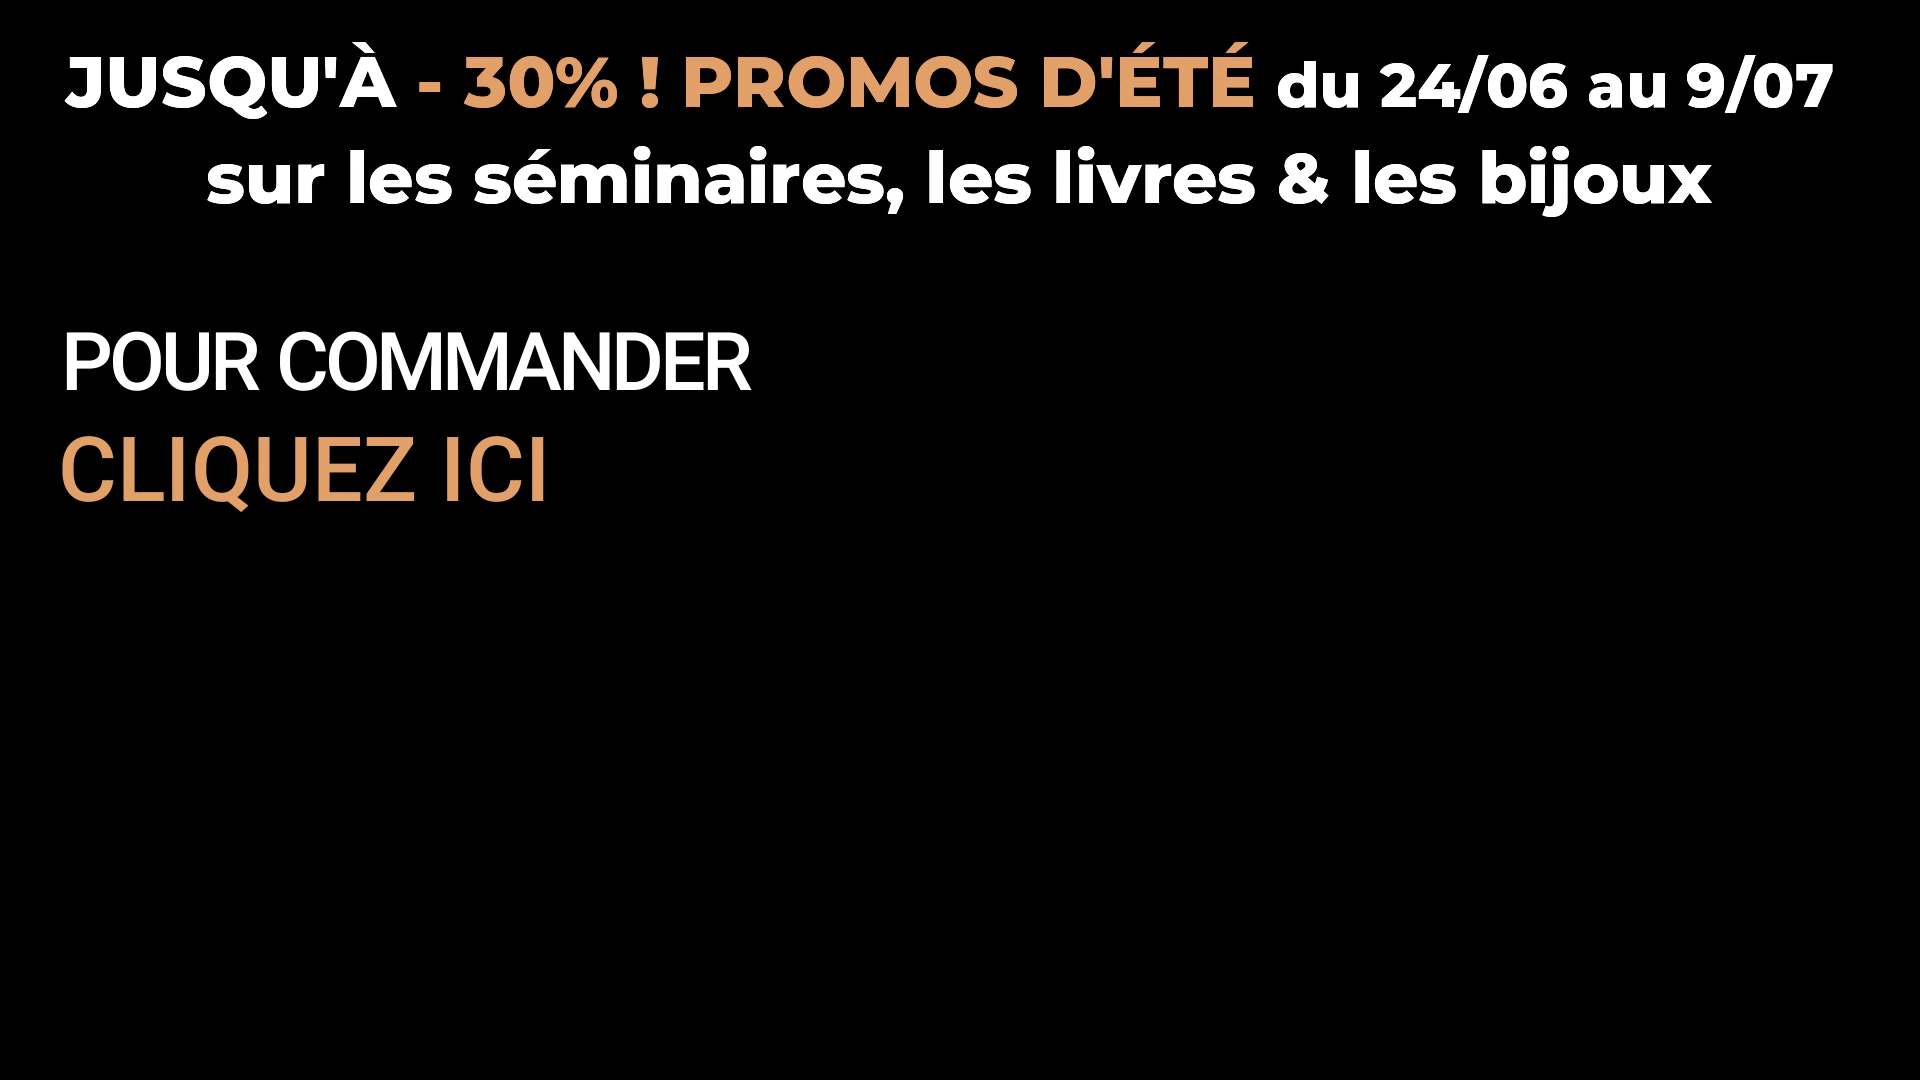 JUSQU'À - 30% ! PROMOS D'ÉTÉ du 24/06 au 9/07
sur les séminaires, les livres & les bijoux
POUR COMMANDER
CLIQUEZ ICI